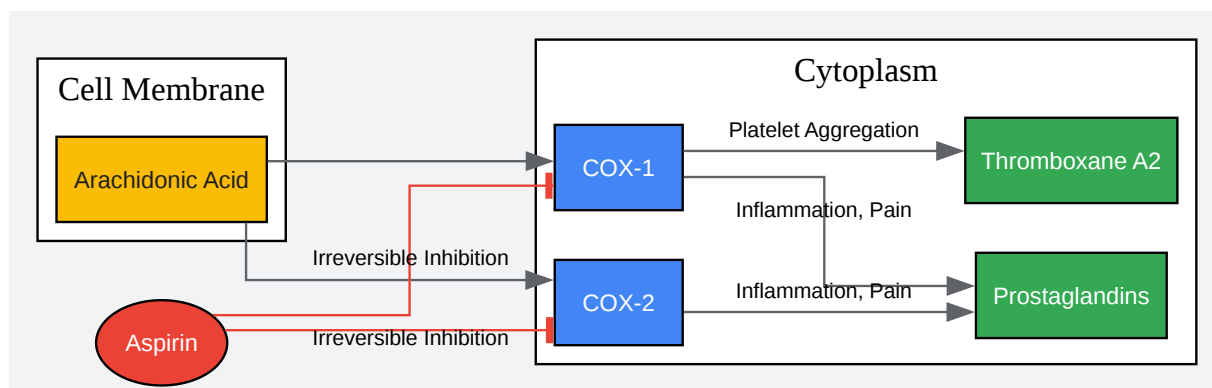 Cell Membrane
Arachidonic Acid
Cytoplasm
COX-1
Platelet Aggregation
Thromboxane A2
Inflammation, Pain
Irreversible Inhibition
COX-2
Inflammation, Pain
Prostaglandins
Aspirin
Irreversible Inhibition